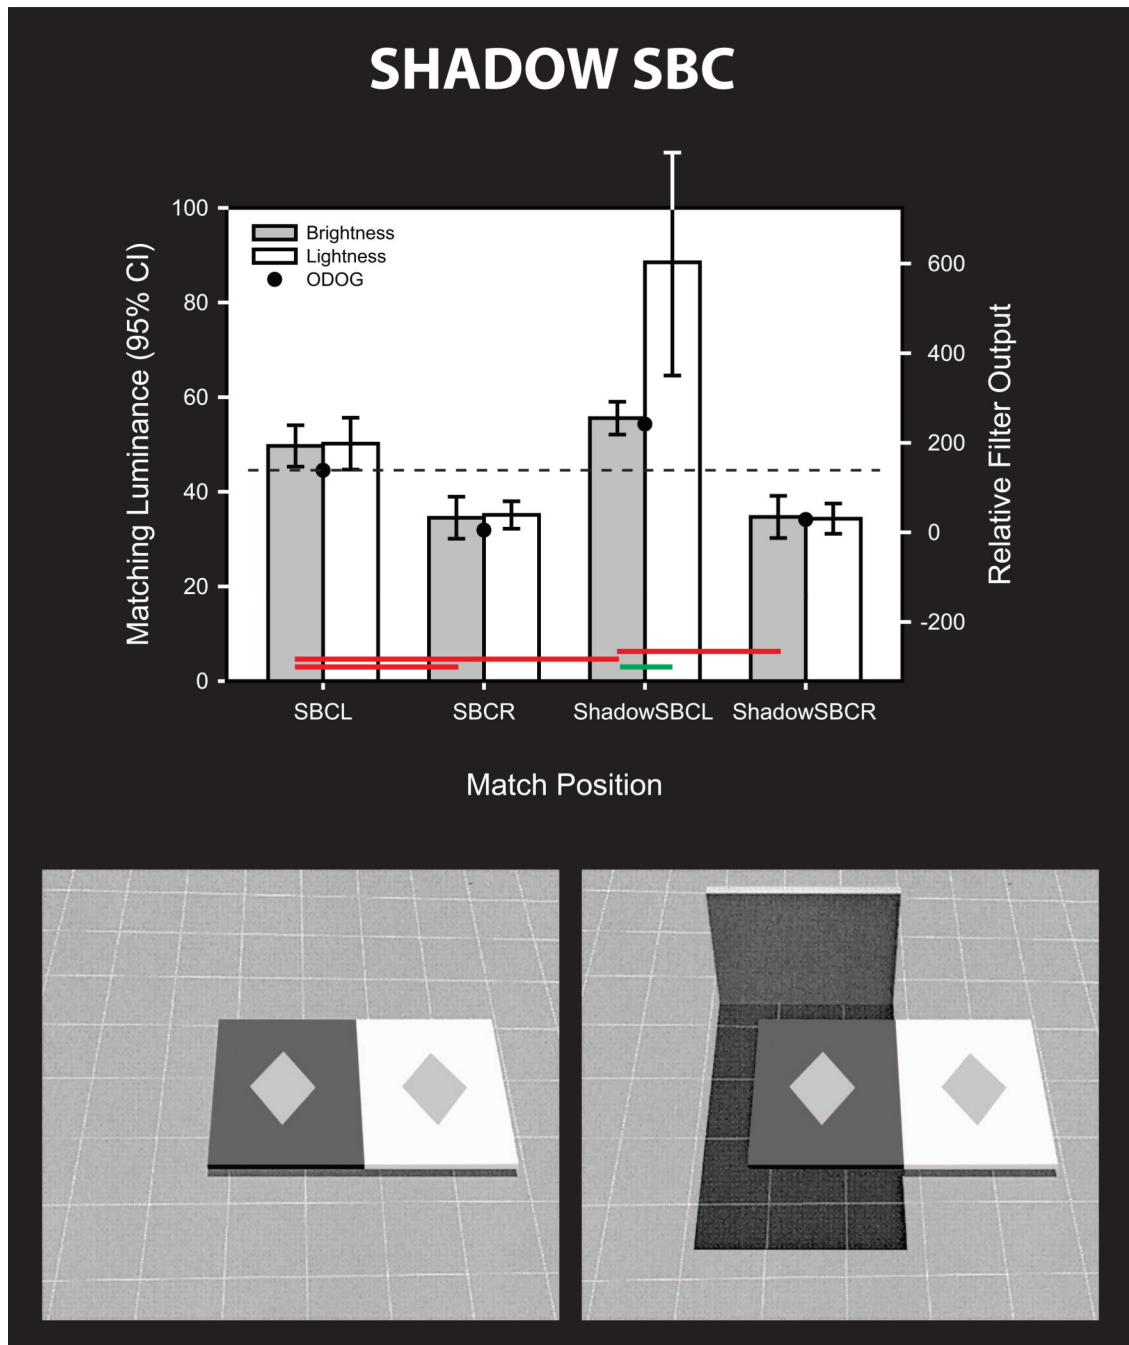 SHADOW SBC
Matching Luminance (95% CI)
100
80
60
40
20
0
Brightness
Lightness
ODOG
600
400
200
0
-200
Relative Filter Output
SBCL
SBCR
ShadowSBCL
ShadowSBCR
Match Position